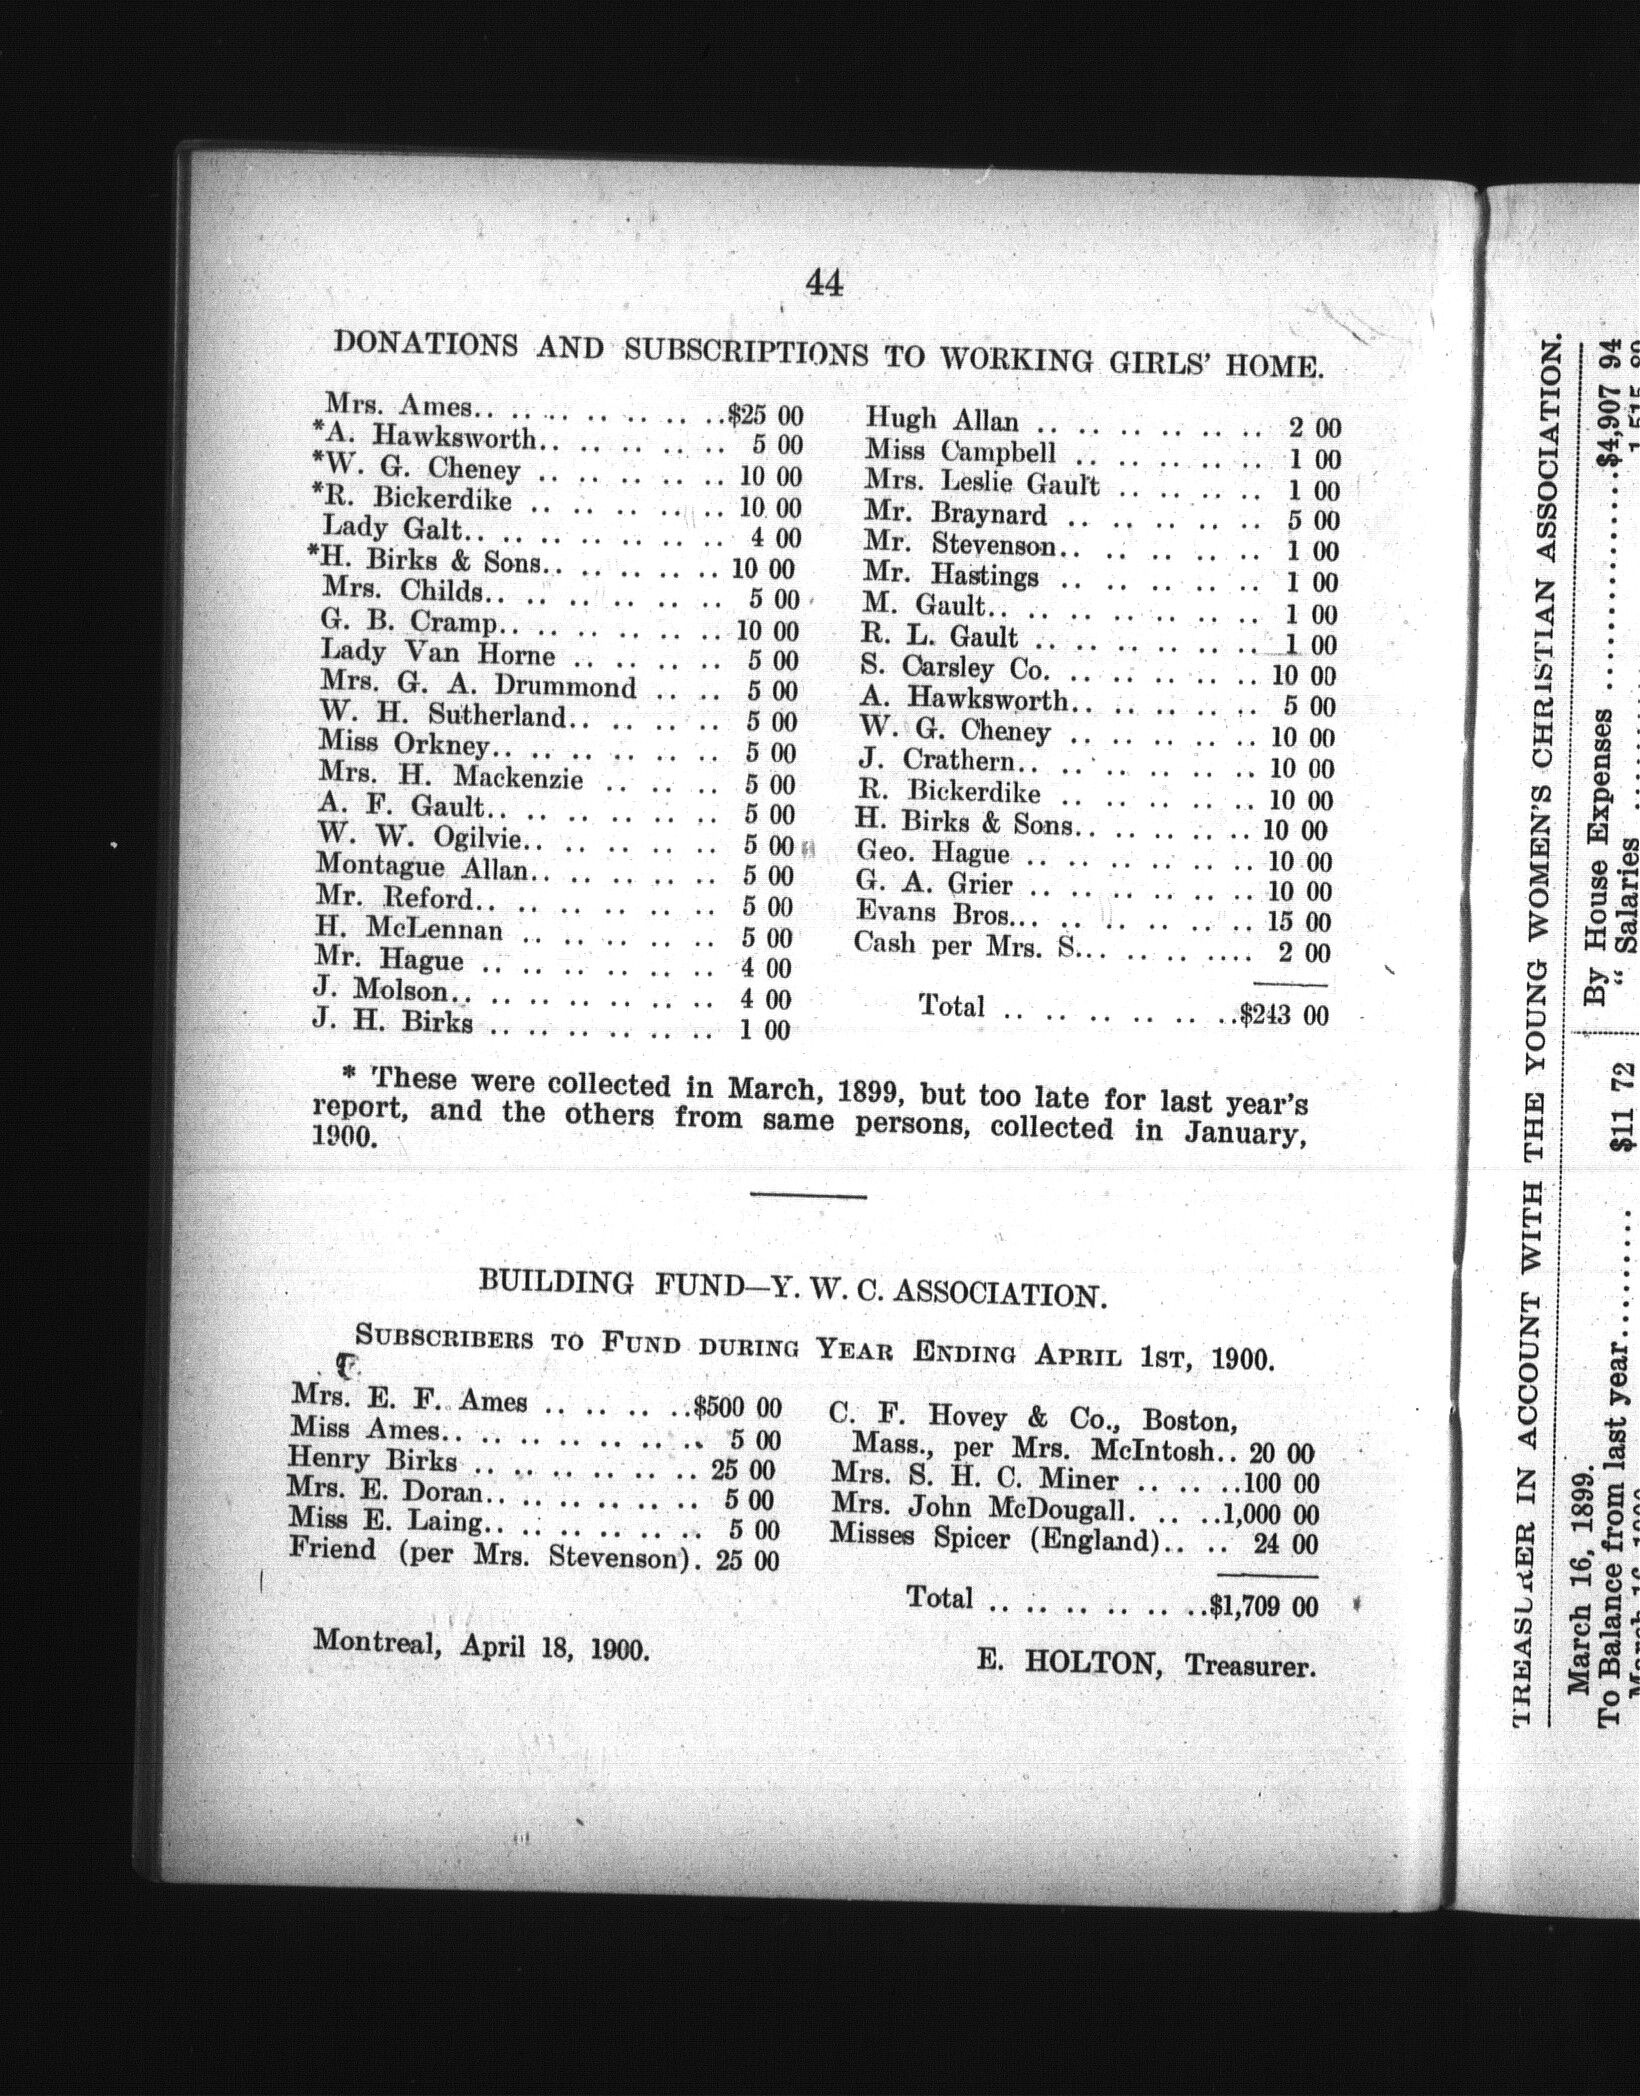 44
DONATIONS AND SUBSCRIPTIONS TO WORKING GIRLS' HOME.
Mrs. Ames.. .. .. .. .. .. ..$25 00
*A. Hawksworth.. .. .. .. .. 5 00
*W. G. Cheney .. .. .. .. .. 10 00
*R. Bickerdike .. .. .. .. .. 10 00
Lady Galt.. .. .. .. .. .. .. 4 00
*H. Birks & Sons.. .. .. .. .. 10 00
Mrs. Childs.. .. .. .. .. .. .. 5 00
G. B. Cramp.. .. .. .. .. .. 10 00
Lady Van Horne .. .. .. .. 5 00
Mrs. G. A. Drummond .. .. 5 00
W. H. Sutherland.. .. .. .. 5 00
Miss Orkney.. .. .. .. .. .. 5 00
Mrs. H. Mackenzie .. .. .. 5 00
A. F. Gault.. .. .. .. .. .. 5 00
W. W. Ogilvie.. .. .. .. .. 5 00
Montague Allan.. .. .. .. .. 5 00
Mr. Reford.. .. .. .. .. .. 5 00
H. McLennan .. .. .. .. .. 5 00
Mr. Hague .. .. .. .. .. .. 4 00
J. Molson.. .. .. .. .. .. .. 4 00
J. H. Birks .. .. .. .. .. .. 1 00
Hugh Allan .. .. .. .. .. .. 2 00
Miss Campbell .. .. .. .. .. 1 00
Mrs. Leslie Gault .. .. .. .. 1 00
Mr. Braynard .. .. .. .. .. 5 00
Mr. Stevenson.. .. .. .. .. 1 00
Mr. Hastings .. .. .. .. .. 1 00
M. Gault.. .. .. .. .. .. .. 1 00
R. L. Gault .. .. .. .. .. .. 1 00
S. Carsley Co. .. .. .. .. .. 10 00
A. Hawksworth.. .. .. .. .. 5 00
W. G. Cheney .. .. .. .. .. 10 00
J. Crathern.. .. .. .. .. .. 10 00
R. Bickerdike .. .. .. .. .. 10 00
H. Birks & Sons.. .. .. .. .. 10 00
Geo. Hague .. .. .. .. .. .. 10 00
G. A. Grier .. .. .. .. .. .. 10 00
Evans Bros... .. .. .. .. .. 15 00
Cash per Mrs. S... .. .. .... 2 00
Total .. .. .. .. .. .. ..$243 00
* These were collected in March, 1899, but too late for last year's
report, and the others from same persons, collected in January,
1900.
BUILDING FUND—Y. W. C. ASSOCIATION.
SUBSCRIBERS TO FUND DURING YEAR ENDING APRIL 1ST, 1900.
Mrs. E. F. Ames .. .. .. ..$500 00
Miss Ames.. .. .. .. .. .. .. 5 00
Henry Birks .. .. .. .. .. .. 25 00
Mrs. E. Doran.. .. .. .. .. .. 5 00
Miss E. Laing.. .. .. .. .. .. 5 00
Friend (per Mrs. Stevenson). 25 00
C. F. Hovey & Co., Boston,
Mass., per Mrs. McIntosh.. 20 00
Mrs. S. H. C. Miner .. .. ..100 00
Mrs. John McDougall. .. ..1,000 00
Misses Spicer (England).. .. 24 00
Total .. .. .. .. .. ..$1,709 00
Montreal, April 18, 1900.
E. HOLTON, Treasurer.
TREASURER IN ACCOUNT WITH THE YOUNG WOMEN'S CHRISTIAN ASSOCIATION.
March 16, 1899.
To Balance from last year........ $11 72
By House Expenses ................$4,907 94
" Salaries